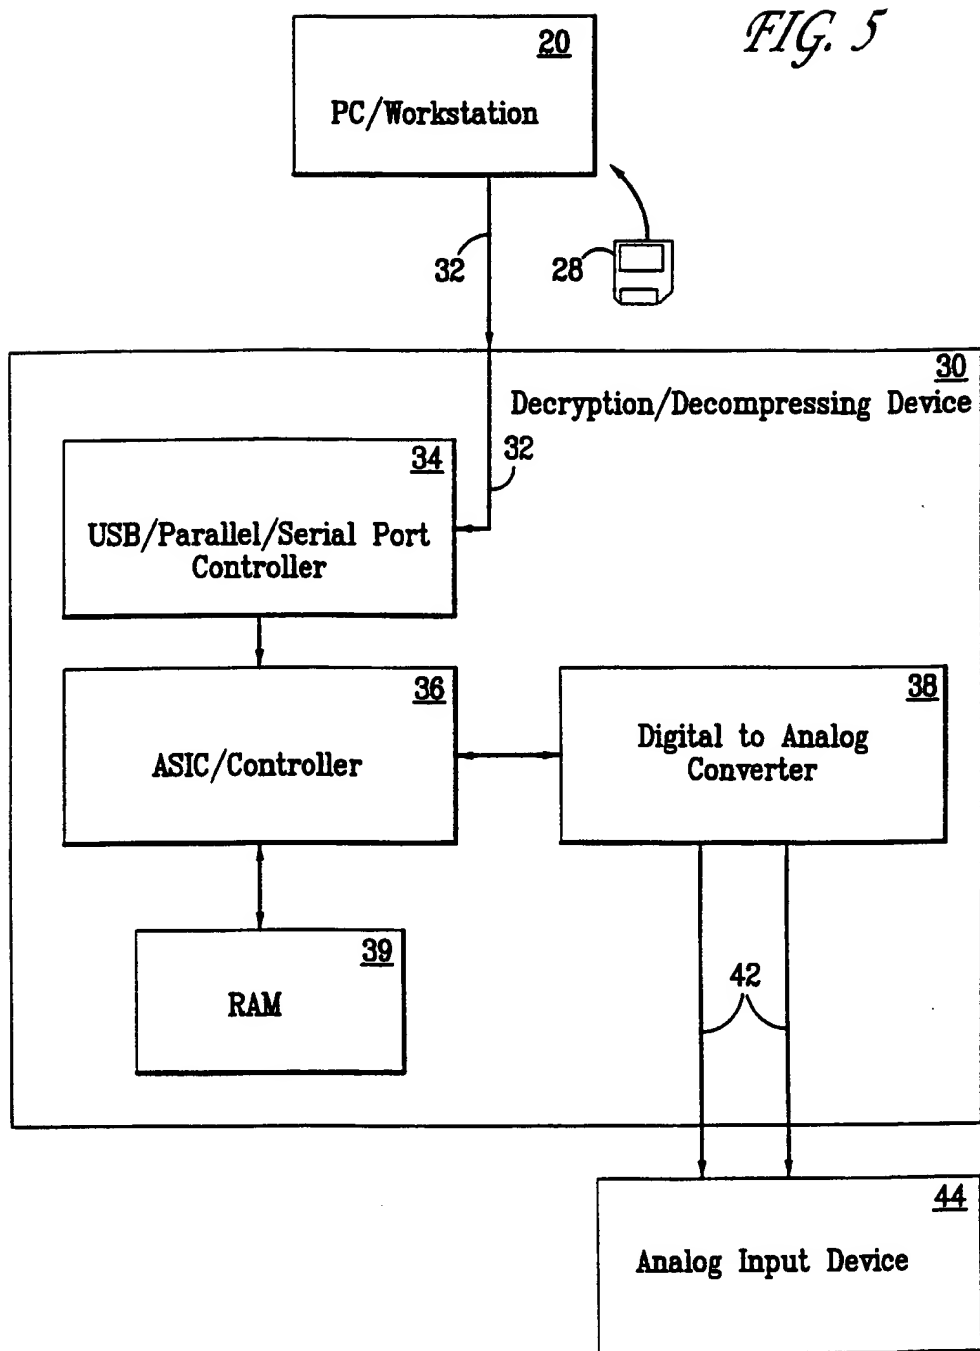 FIG. 5
20
PC/Workstation
32
28
30
Decryption/Decompressing Device
34
32
USB/Parallel/Serial Port
Controller
36
ASIC/Controller
38
Digital to Analog
Converter
39
RAM
42
44
Analog Input Device